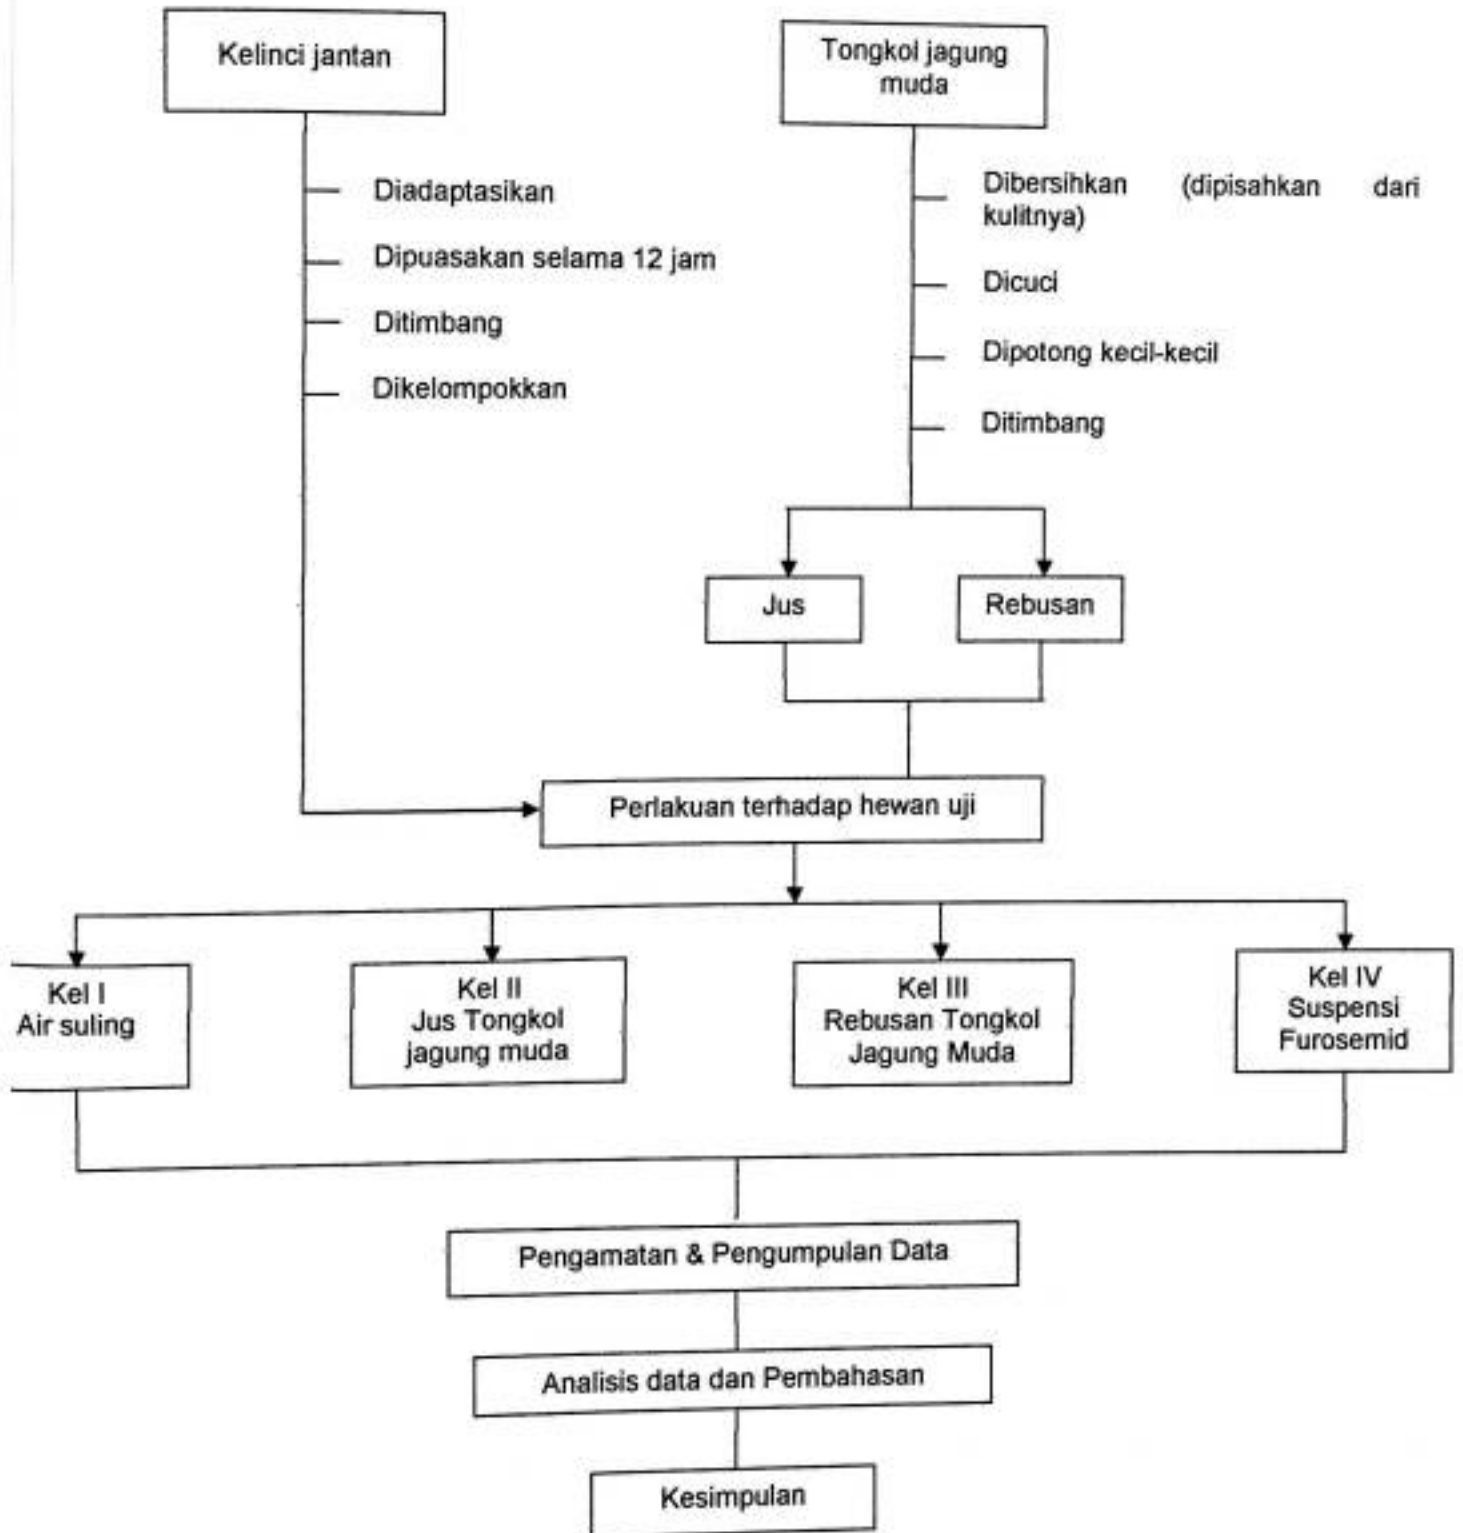 Kelinci jantan
Tongkol jagung
muda
Diadaptasikan
Dipuasakan selama 12 jam
Ditimbang
Dikelompokkan
Dibersihkan (dipisahkan dari
kulitnya)
Dicuci
Dipotong kecil-kecil
Ditimbang
Jus
Rebusan
Perlakuan terhadap hewan uji
Kel I
Air suling
Kel II
Jus Tongkol
jagung muda
Kel III
Rebusan Tongkol
Jagung Muda
Kel IV
Suspensi
Furosemid
Pengamatan & Pengumpulan Data
Analisis data dan Pembahasan
Kesimpulan